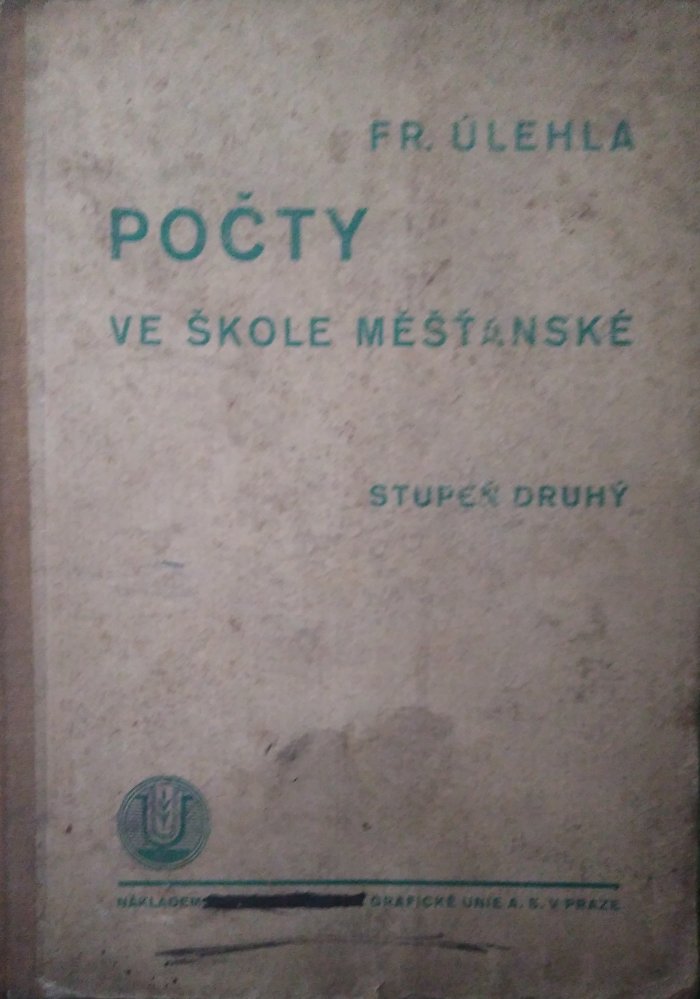 FR. ÚLEHLA
POČTY
VE ŠKOLE MĚŠŤANSKÉ
STUPEŇ DRUHÝ
NÁKLADEM GRAFICKÉ UNIE A. S. V PRAZE